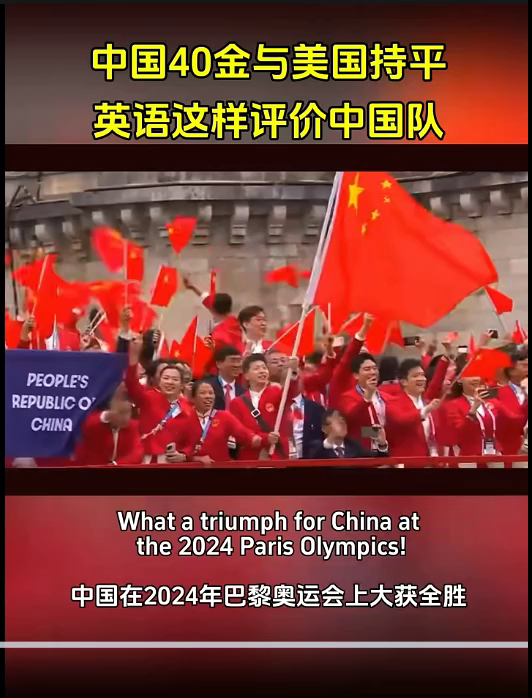 中国40金与美国持平
英语这样评价中国队
PEOPLE'S
REPUBLIC OF
CHINA
What a triumph for China at
the 2024 Paris Olympics!
中国在2024年巴黎奥运会上大获全胜